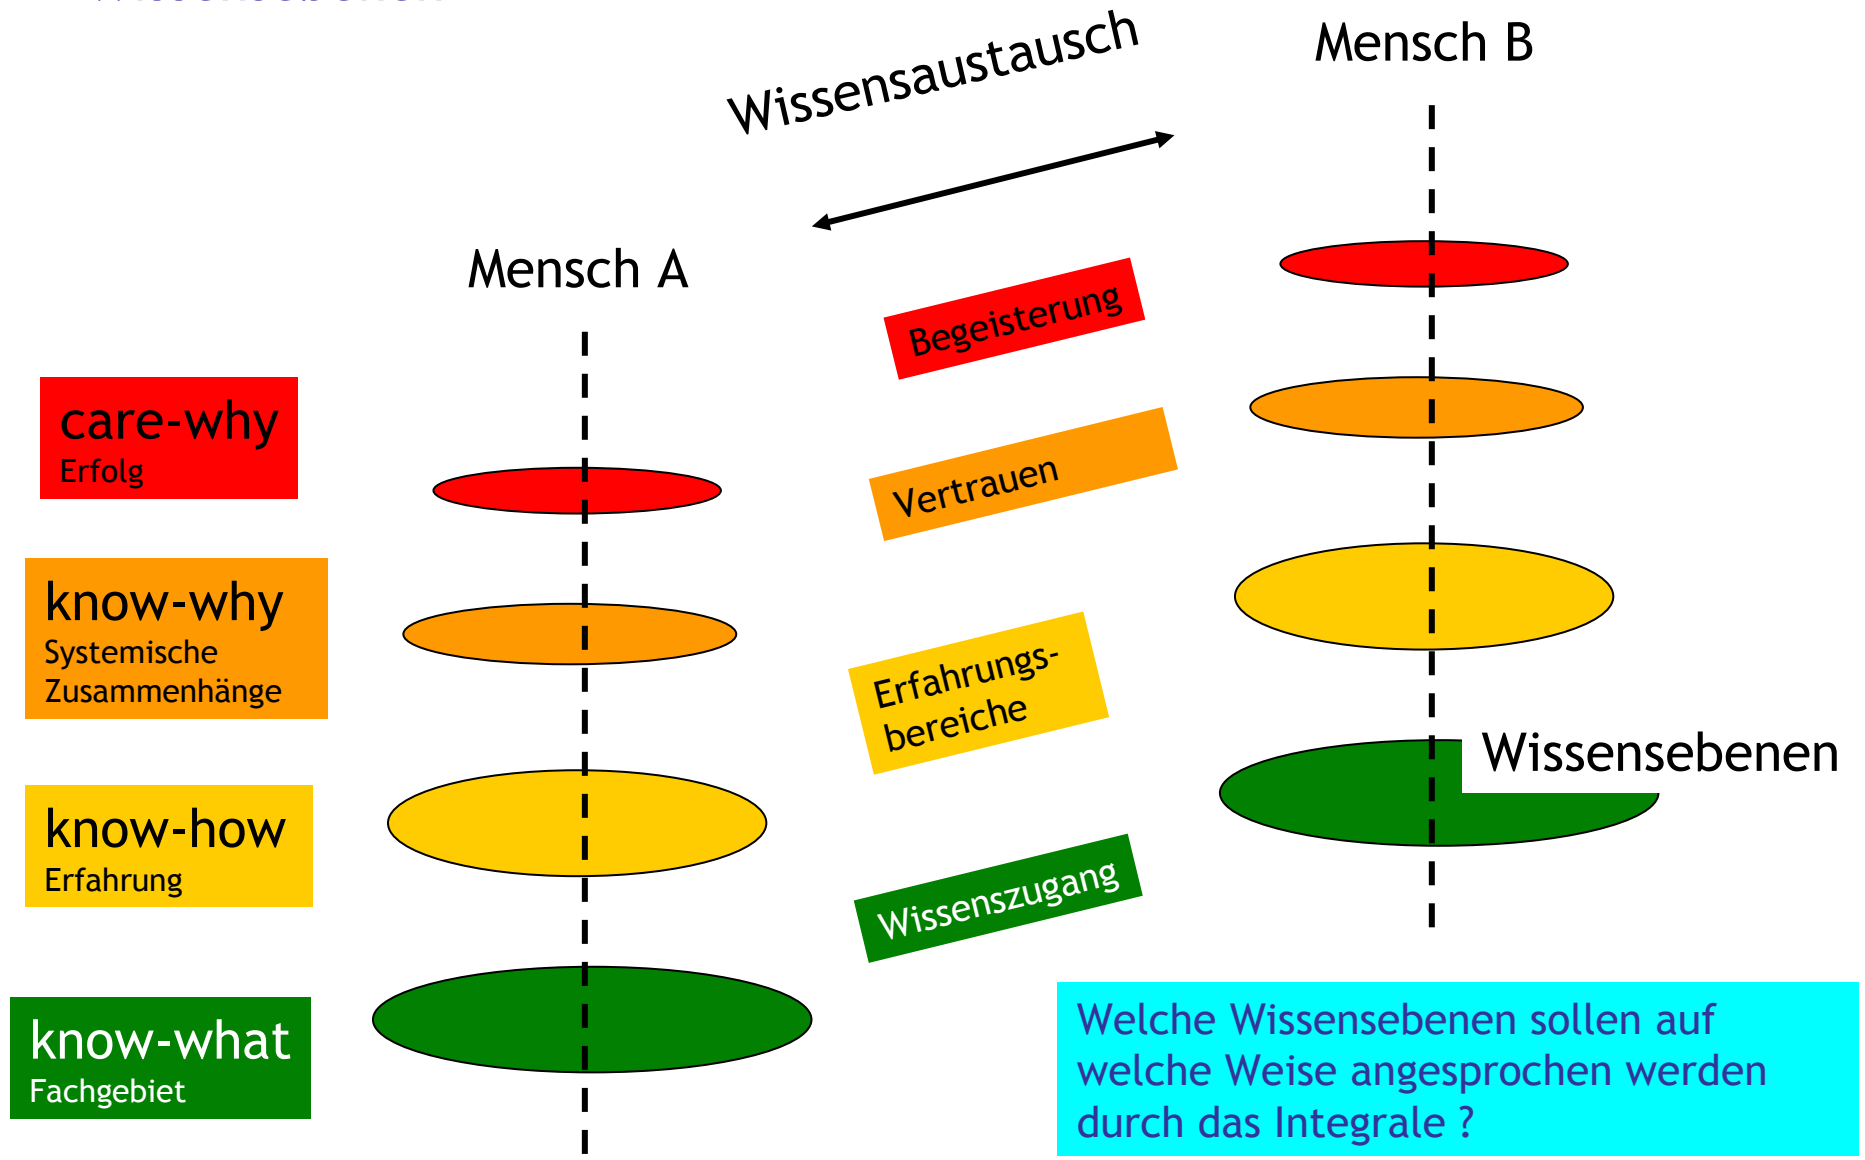 Wissensebenen
Wissensaustausch
Mensch B
Mensch A
Begeisterung
care-why
Erfolg
Vertrauen
know-why
Systemische
Zusammenhänge
Erfahrungs-
bereiche
Wissensebenen
know-how
Erfahrung
Wissenszugang
know-what
Fachgebiet
Welche Wissensebenen sollen auf
welche Weise angesprochen werden
durch das Integrale ?